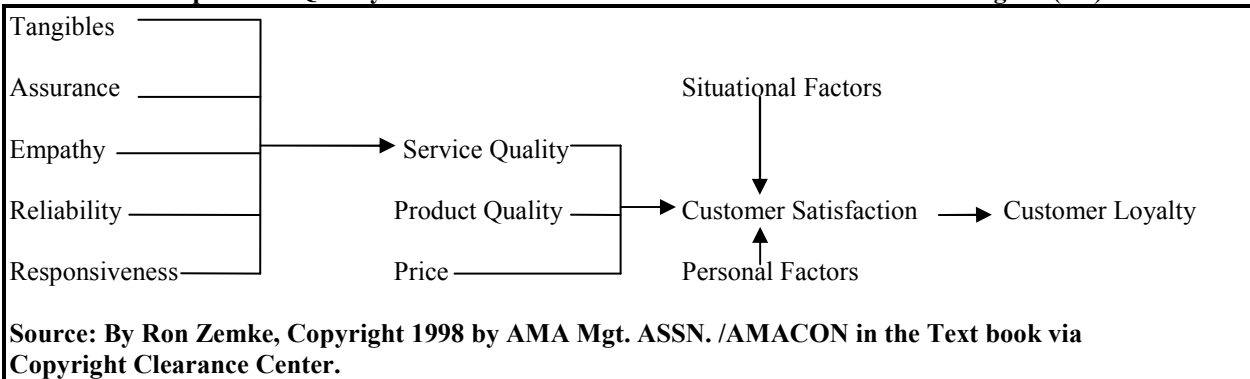 Tangibles
Assurance
Situational Factors
Empathy
Service Quality
Reliability
Product Quality
Customer Satisfaction
Customer Loyalty
Responsiveness
Price
Personal Factors
Source: By Ron Zemke, Copyright 1998 by AMA Mgt. ASSN. /AMACON in the Text book via
Copyright Clearance Center.